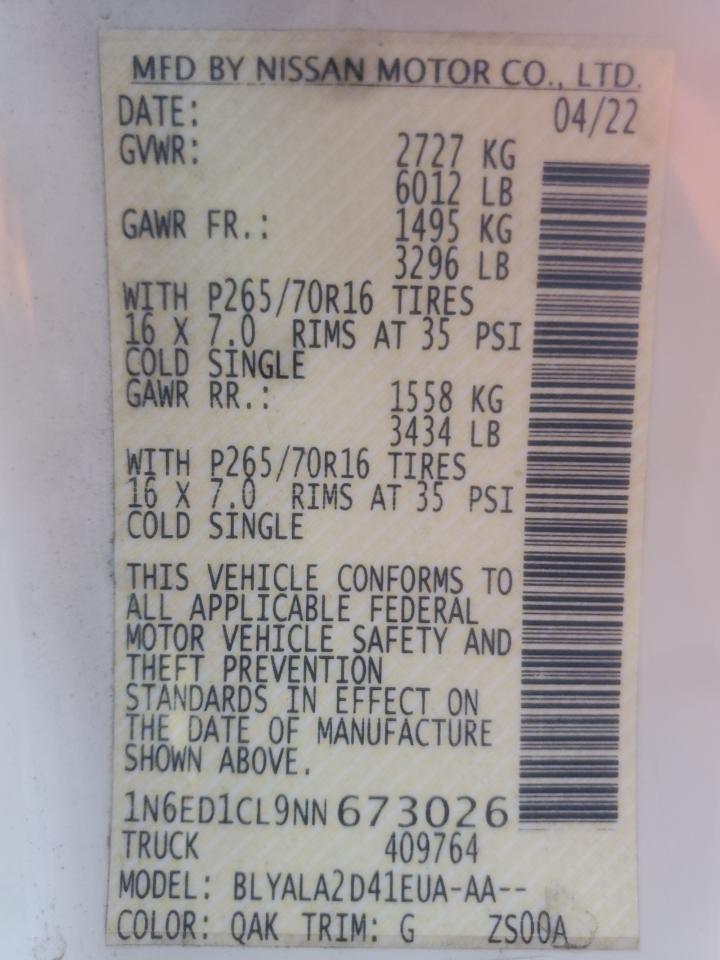 MFD BY NISSAN MOTOR CO., LTD.
DATE: 04/22
GVWR: 2727 KG
6012 LB
GAWR FR.: 1495 KG
3296 LB
WITH P265/70R16 TIRES
16 X 7.0 RIMS AT 35 PSI
COLD SINGLE
GAWR RR.: 1558 KG
3434 LB
WITH P265/70R16 TIRES
16 X 7.0 RIMS AT 35 PSI
COLD SINGLE
THIS VEHICLE CONFORMS TO
ALL APPLICABLE FEDERAL
MOTOR VEHICLE SAFETY AND
THEFT PREVENTION
STANDARDS IN EFFECT ON
THE DATE OF MANUFACTURE
SHOWN ABOVE.
1N6ED1CL9NN673026
TRUCK 409764
MODEL: BLYALA2D41EUA-AA--
COLOR: QAK TRIM: G ZS00A